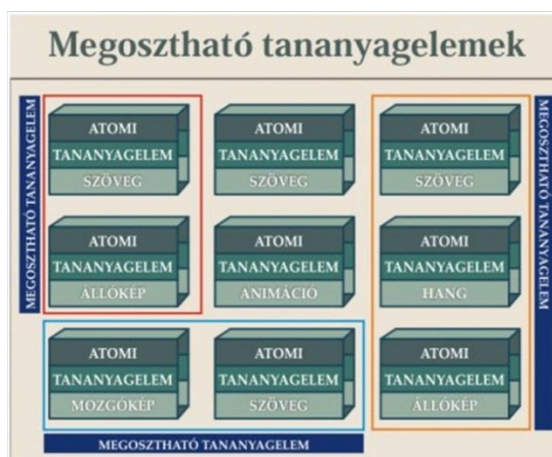 Megosztható tananyagelemek
MEGOSZTHATÓ TANANYAGELEM
ATOMI
TANANYAGELEM
SZÖVEG
ATOMI
TANANYAGELEM
SZÖVEG
ATOMI
TANANYAGELEM
SZÖVEG
MEGOSZTHATÓ TANANYAGELEM
ATOMI
TANANYAGELEM
ÁLLÓKÉP
ATOMI
TANANYAGELEM
ANIMÁCIÓ
ATOMI
TANANYAGELEM
HANG
ATOMI
TANANYAGELEM
MOZGÓKÉP
ATOMI
TANANYAGELEM
SZÖVEG
ATOMI
TANANYAGELEM
ÁLLÓKÉP
MEGOSZTHATÓ TANANYAGELEM